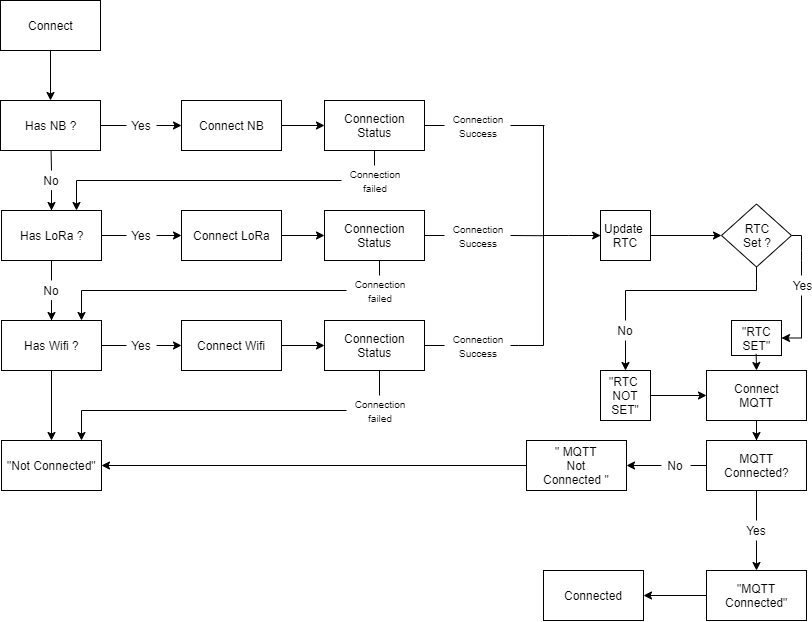 Connect
Has NB ?
Yes
Connect NB
Connection
Status
Connection
Success
No
Connection
failed
Has LoRa ?
Yes
Connect LoRa
Connection
Status
Connection
Success
Update
RTC
RTC
Set ?
No
Connection
failed
Yes
Has Wifi ?
Yes
Connect Wifi
Connection
Status
Connection
Success
No
"RTC
SET"
"RTC
NOT
SET"
Connect
MQTT
Connection
failed
"Not Connected"
" MQTT
Not
Connected "
No
MQTT
Connected?
Yes
Connected
"MQTT
Connected"